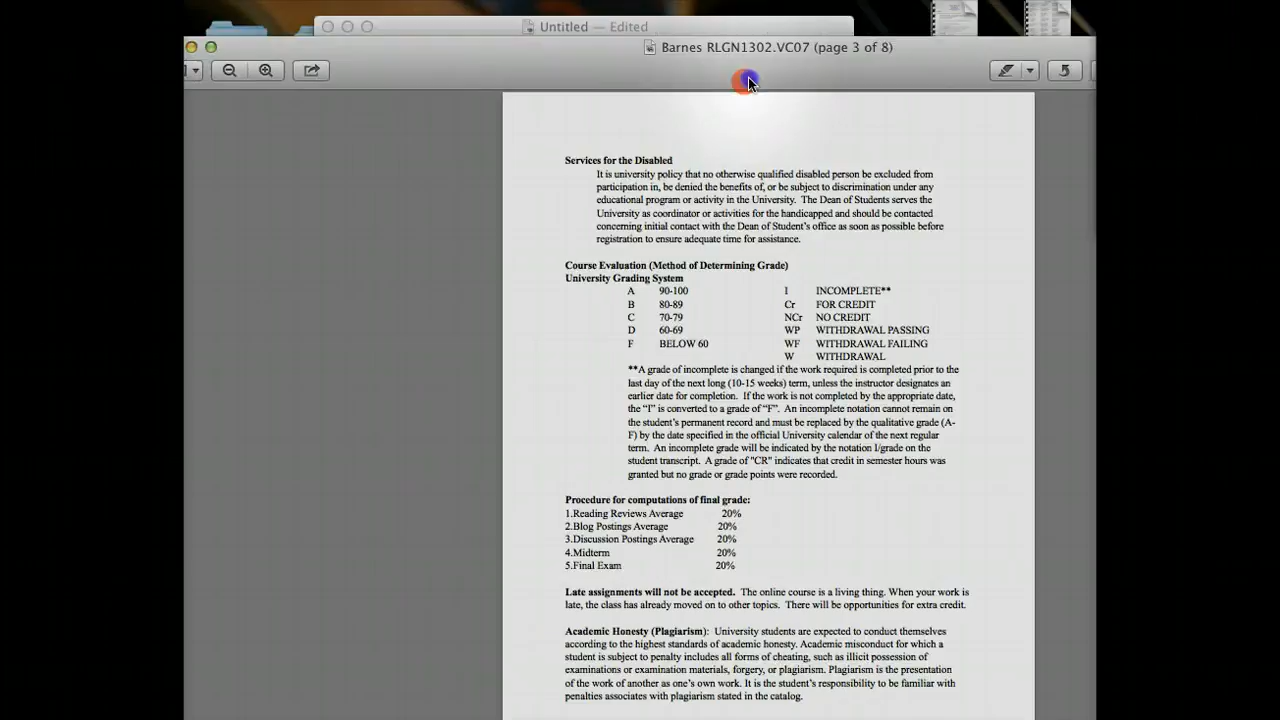 Untitled — Edited
Barnes RLGN1302.VC07 (page 3 of 8)
Services for the Disabled
It is university policy that no otherwise qualified disabled person be excluded from
participation in, be denied the benefits of, or be subject to discrimination under any
educational program or activity in the University. The Dean of Students serves the
University as coordinator or activities for the handicapped and should be contacted
concerning initial contact with the Dean of Student's office as soon as possible before
registration to ensure adequate time for assistance.
Course Evaluation (Method of Determining Grade)
University Grading System
A 90-100 I INCOMPLETE**
B 80-89 Cr FOR CREDIT
C 70-79 NCr NO CREDIT
D 60-69 WP WITHDRAWAL PASSING
F BELOW 60 WF WITHDRAWAL FAILING
W WITHDRAWAL
**A grade of incomplete is changed if the work required is completed prior to the
last day of the next long (10-15 weeks) term, unless the instructor designates an
earlier date for completion. If the work is not completed by the appropriate date,
the “I” is converted to a grade of “F”. An incomplete notation cannot remain on
the student's permanent record and must be replaced by the qualitative grade (A-
F) by the date specified in the official University calendar of the next regular
term. An incomplete grade will be indicated by the notation I/grade on the
student transcript. A grade of "CR" indicates that credit in semester hours was
granted but no grade or grade points were recorded.
Procedure for computations of final grade:
1.Reading Reviews Average 20%
2.Blog Postings Average 20%
3.Discussion Postings Average 20%
4.Midterm 20%
5.Final Exam 20%
Late assignments will not be accepted. The online course is a living thing. When your work is
late, the class has already moved on to other topics. There will be opportunities for extra credit.
Academic Honesty (Plagiarism): University students are expected to conduct themselves
according to the highest standards of academic honesty. Academic misconduct for which a
student is subject to penalty includes all forms of cheating, such as illicit possession of
examinations or examination materials, forgery, or plagiarism. Plagiarism is the presentation
of the work of another as one's own work. It is the student's responsibility to be familiar with
penalties associates with plagiarism stated in the catalog.